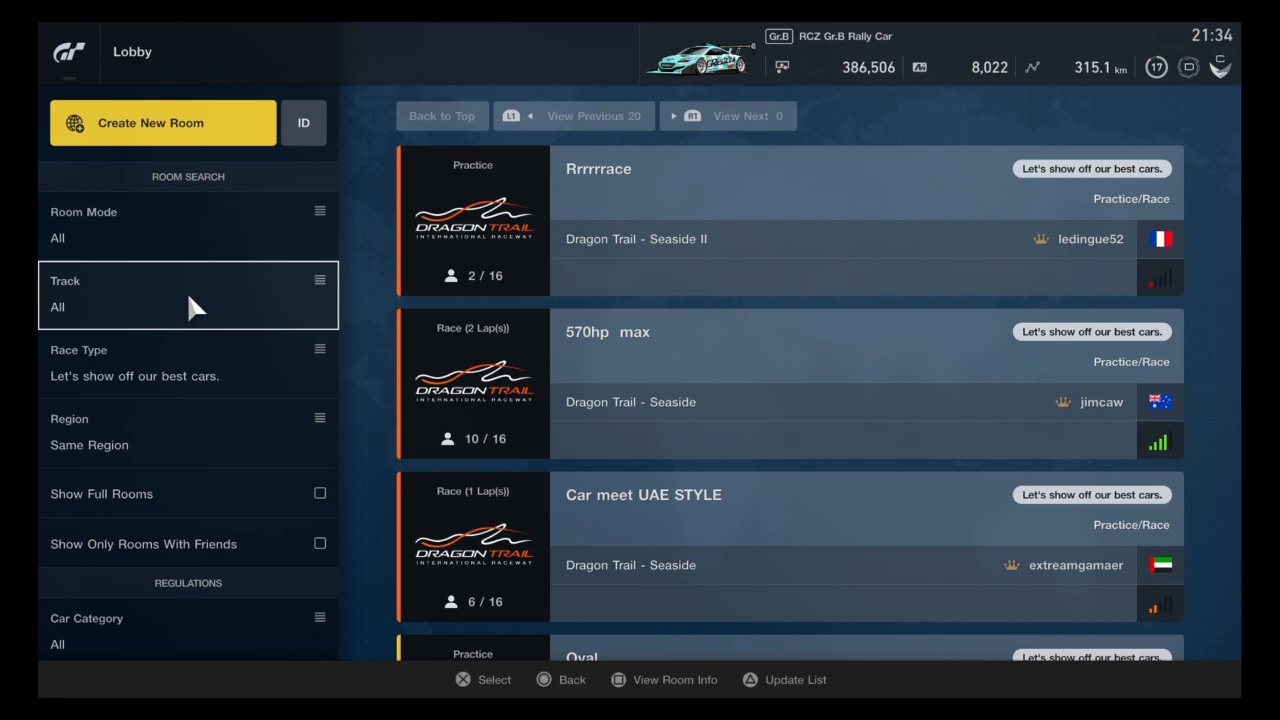 Lobby
Gr.B RCZ Gr.B Rally Car
21:34
386,506 8,022 315.1 km 17 D C
Create New Room
ID
ROOM SEARCH
Room Mode
All
Track
All
Race Type
Let's show off our best cars.
Region
Same Region
Show Full Rooms
Show Only Rooms With Friends
REGULATIONS
Car Category
All
Back to Top
L1 View Previous 20
R1 View Next 0
Practice
DRAGON TRAIL
INTERNATIONAL RACEWAY
2 / 16
Rrrrrrace
Let's show off our best cars.
Practice/Race
Dragon Trail - Seaside II
ledingue52
Race (2 Lap(s))
DRAGON TRAIL
INTERNATIONAL RACEWAY
10 / 16
570hp max
Let's show off our best cars.
Practice/Race
Dragon Trail - Seaside
jimcaw
Race (1 Lap(s))
DRAGON TRAIL
INTERNATIONAL RACEWAY
6 / 16
Car meet UAE STYLE
Let's show off our best cars.
Practice/Race
Dragon Trail - Seaside
extreamgamaer
Practice
Oval
Let's show off our best cars.
Select
Back
View Room Info
Update List